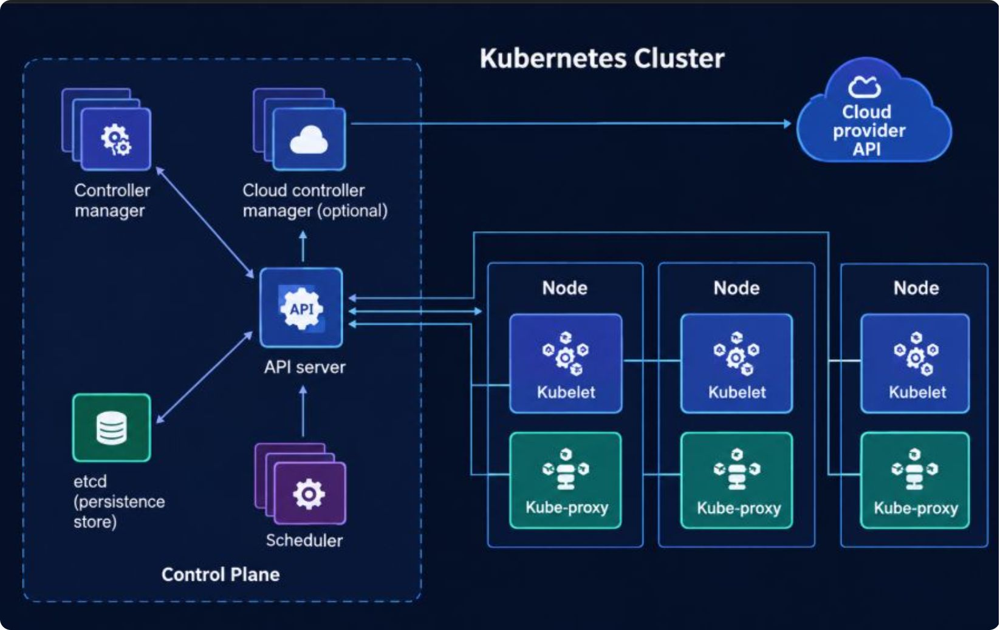 Kubernetes Cluster
Cloud
provider
API
Controller
manager
Cloud controller
manager (optional)
API
API server
etcd
(persistence
store)
Scheduler
Control Plane
Node
Kubelet
Kube-proxy
Node
Kubelet
Kube-proxy
Node
Kubelet
Kube-proxy